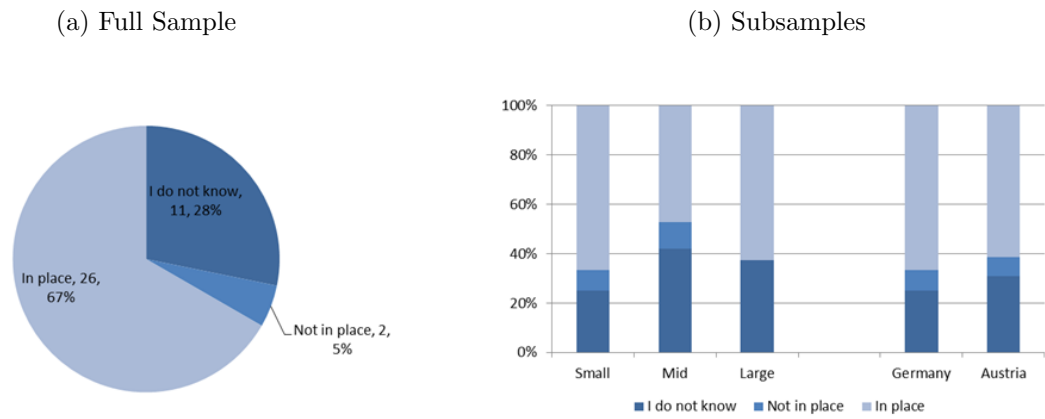 (a) Full Sample
I do not know,
11, 28%
In place, 26,
67%
Not in place, 2,
5%
(b) Subsamples
100%
80%
60%
40%
20%
0%
Small Mid Large Germany Austria
I do not know Not in place In place